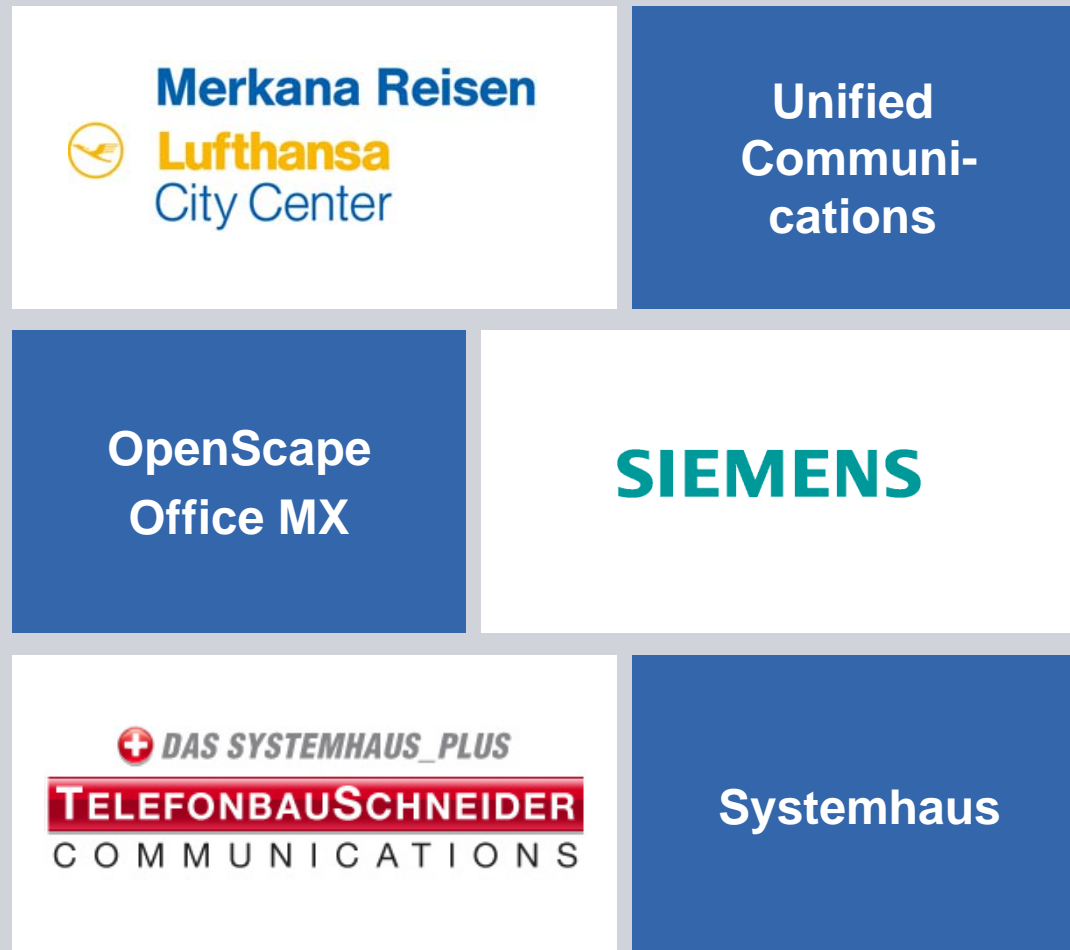 Merkana Reisen
Lufthansa
City Center
Unified
Communi-
cations
OpenScape
Office MX
SIEMENS
DAS SYSTEMHAUS_PLUS
TELEFONBAUSCHNEIDER
COMMUNICATIONS
Systemhaus